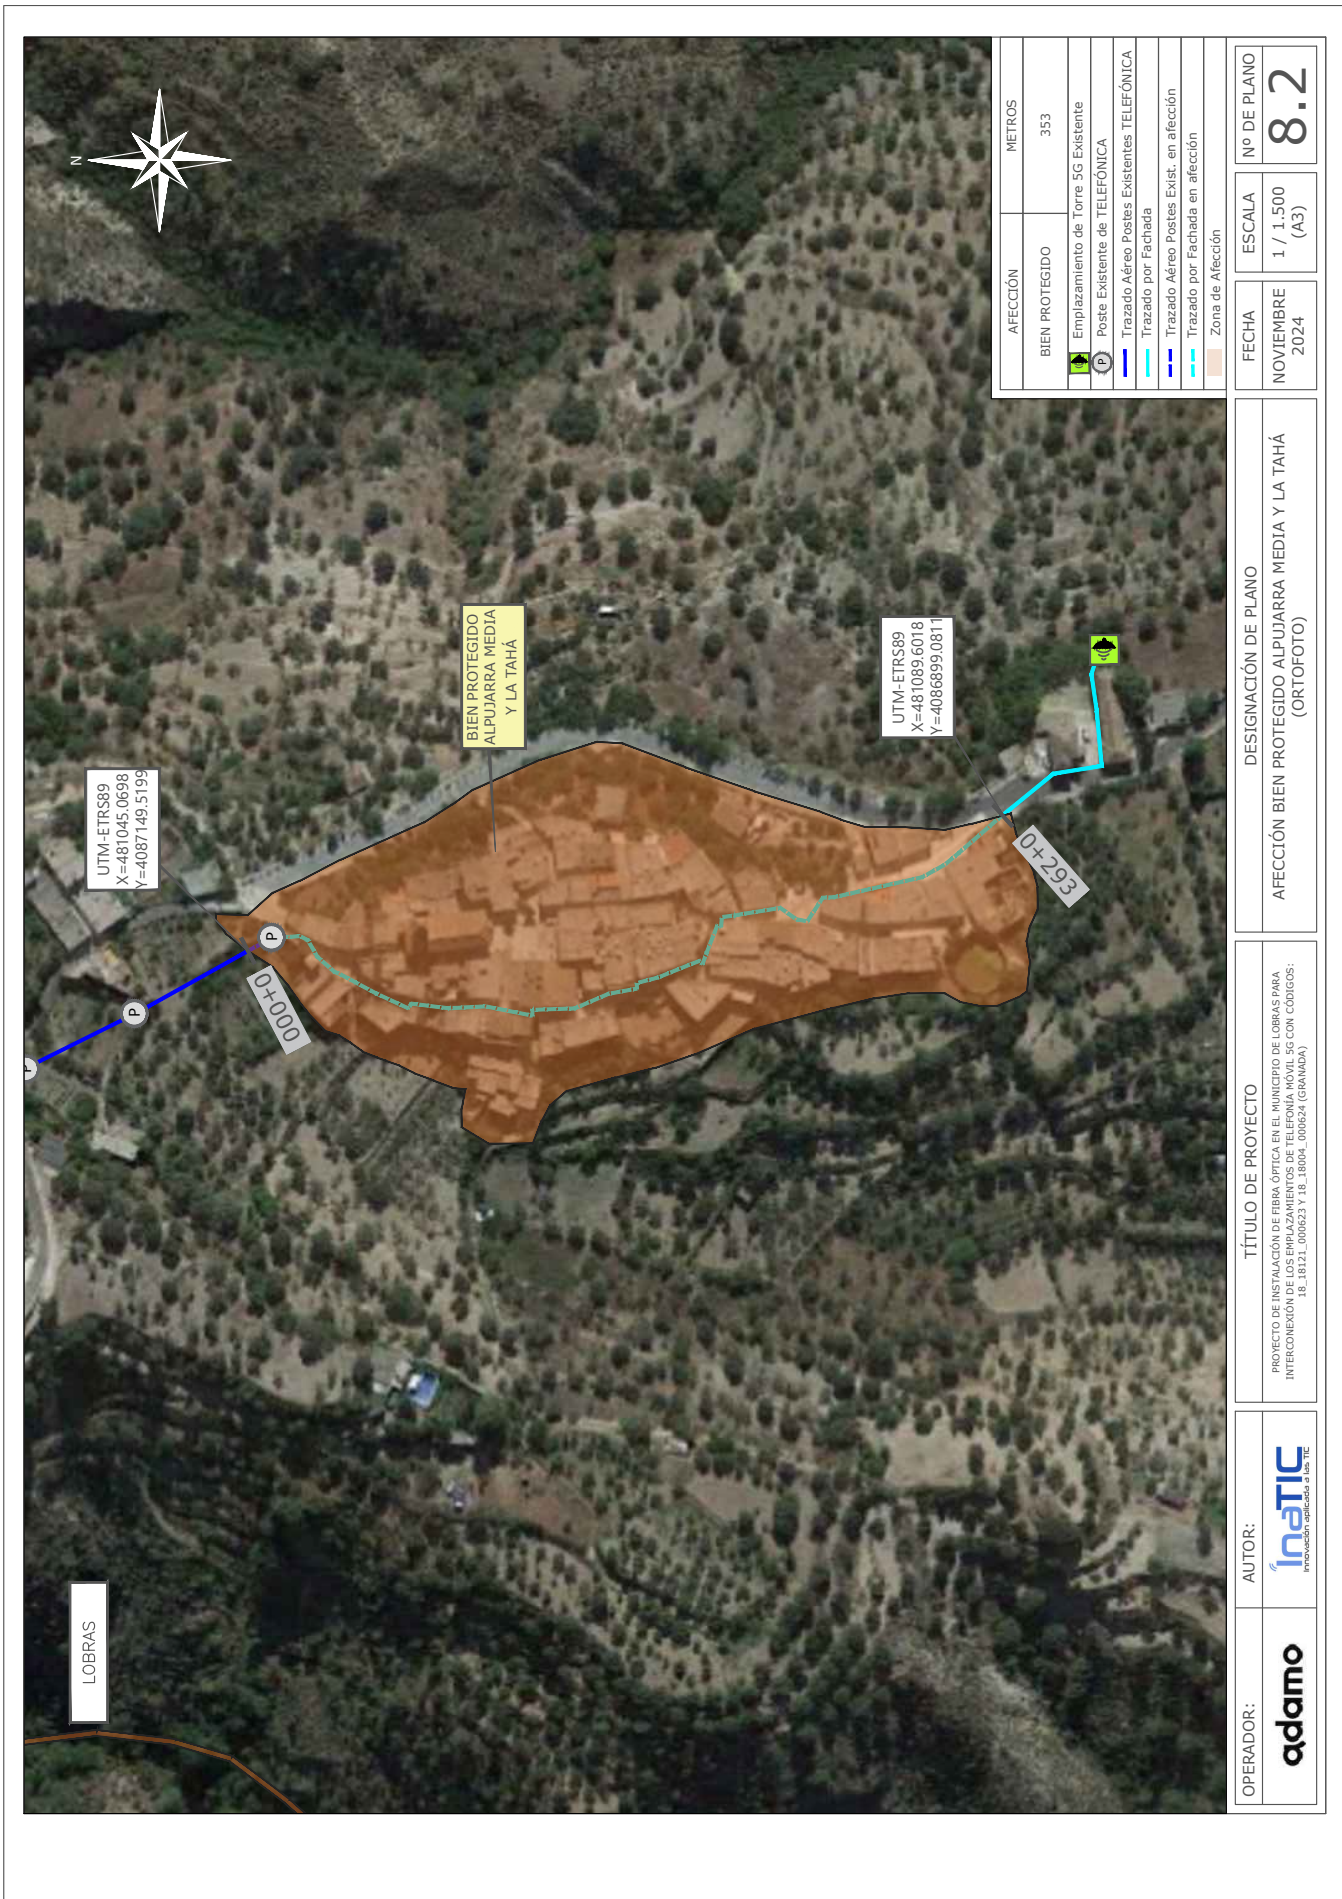 N
UTM-ETRS89
X=481045.0698
Y=4087149.5199
P
P
P
0+000
BIEN PROTEGIDO
ALPUJARRA MEDIA
Y LA TAHÁ
UTM-ETRS89
X=481089.6018
Y=4086899.0811
0+293
LOBRAS
AFECCIÓN
METROS
BIEN PROTEGIDO
353
Emplazamiento de Torre 5G Existente
P
Poste Existente de TELEFÓNICA
Trazado Aéreo Postes Existentes TELEFÓNICA
Trazado por Fachada
Trazado Aéreo Postes Exist. en afección
Trazado por Fachada en afección
Zona de Afección
OPERADOR:
adamo
AUTOR:
inaTIC
Innovación aplicada a las TIC
TÍTULO DE PROYECTO
PROYECTO DE INSTALACIÓN DE FIBRA ÓPTICA EN EL MUNICIPIO DE LOBRAS PARA
INTERCONEXIÓN DE LOS EMPLAZAMIENTOS DE TELEFONÍA MÓVIL 5G CON CÓDIGOS:
18_18121_000623 Y 18_18004_000624 (GRANADA)
DESIGNACIÓN DE PLANO
AFECCIÓN BIEN PROTEGIDO ALPUJARRA MEDIA Y LA TAHÁ
(ORTOFOTO)
FECHA
NOVIEMBRE
2024
ESCALA
1 / 1.500
(A3)
Nº DE PLANO
8.2